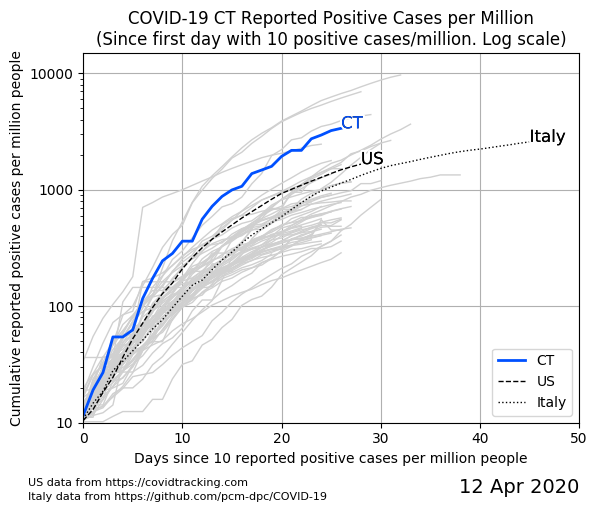 COVID-19 CT Reported Positive Cases per Million
(Since first day with 10 positive cases/million. Log scale)
Cumulative reported positive cases per million people
10000
1000
100
10
CT
US
Italy
CT
US
Italy
0
10
20
30
40
50
Days since 10 reported positive cases per million people
US data from https://covidtracking.com
Italy data from https://github.com/pcm-dpc/COVID-19
12 Apr 2020